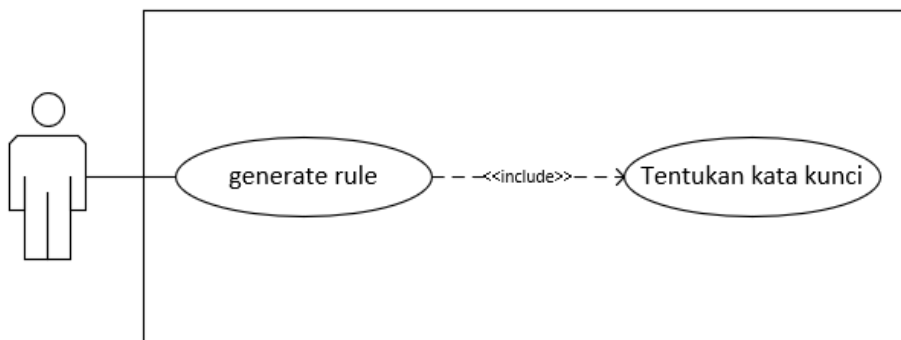 generate rule
<<include>>
Tentukan kata kunci